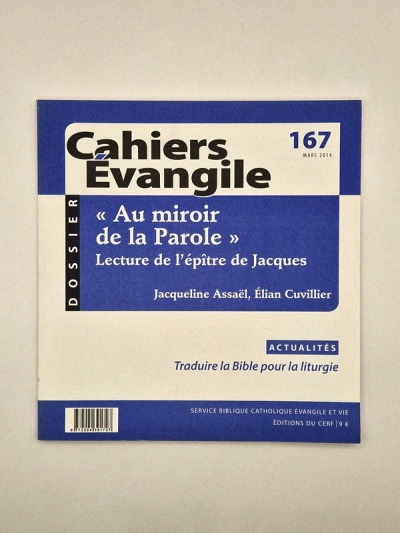 Cahiers
Évangile
167
MARS 2014
DOSSIER
« Au miroir
de la Parole »
Lecture de l'épître de Jacques
Jacqueline Assaël, Élian Cuvillier
ACTUALITÉS
Traduire la Bible pour la liturgie
SERVICE BIBLIQUE CATHOLIQUE ÉVANGILE ET VIE
ÉDITIONS DU CERF | 9 €